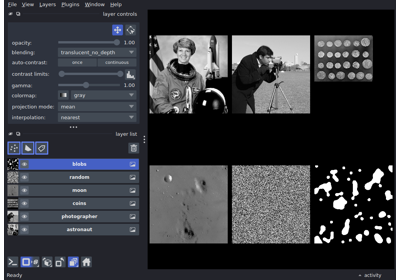 File View Layers Plugins Window Help
layer controls
opacity: 1.00
blending: translucent_no_depth
auto-contrast: once continuous
contrast limits:
gamma: 1.00
colormap: gray
projection mode: mean
interpolation: nearest
layer list
blobs
random
moon
coins
photographer
astronaut
Ready
activity